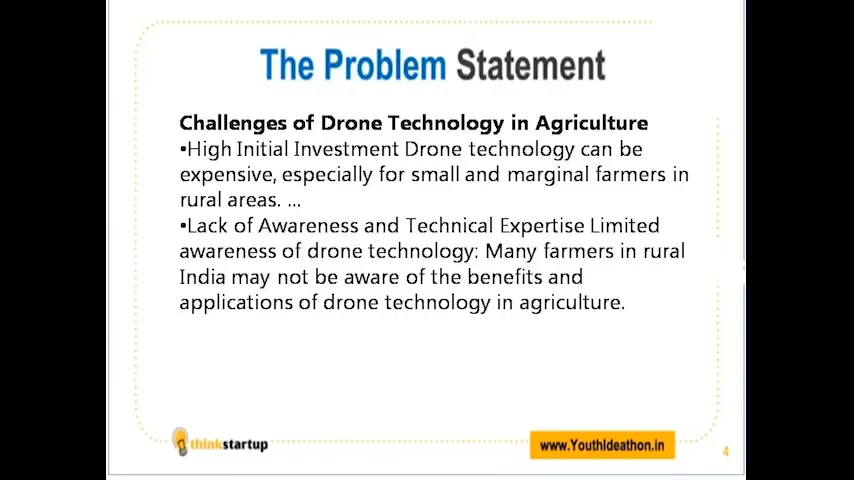 The Problem Statement
Challenges of Drone Technology in Agriculture
•High Initial Investment Drone technology can be
expensive, especially for small and marginal farmers in
rural areas. ...
•Lack of Awareness and Technical Expertise Limited
awareness of drone technology: Many farmers in rural
India may not be aware of the benefits and
applications of drone technology in agriculture.
thinkstartup
www.YouthIdeathon.in
4